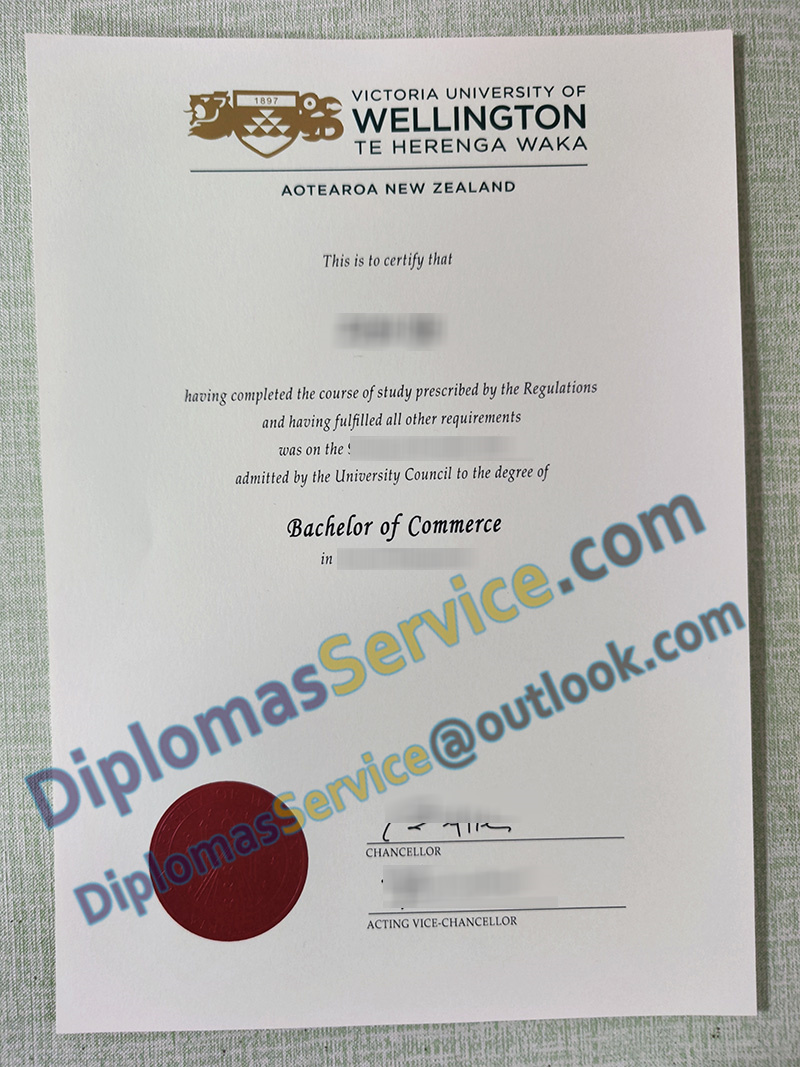 1897
VICTORIA UNIVERSITY OF
WELLINGTON
TE HERENGA WAKA
AOTEAROA NEW ZEALAND
This is to certify that
having completed the course of study prescribed by the Regulations
and having fulfilled all other requirements
was on the
admitted by the University Council to the degree of
Bachelor of Commerce
in
DiplomasService.com
DiplomasService@outlook.com
CHANCELLOR
ACTING VICE-CHANCELLOR